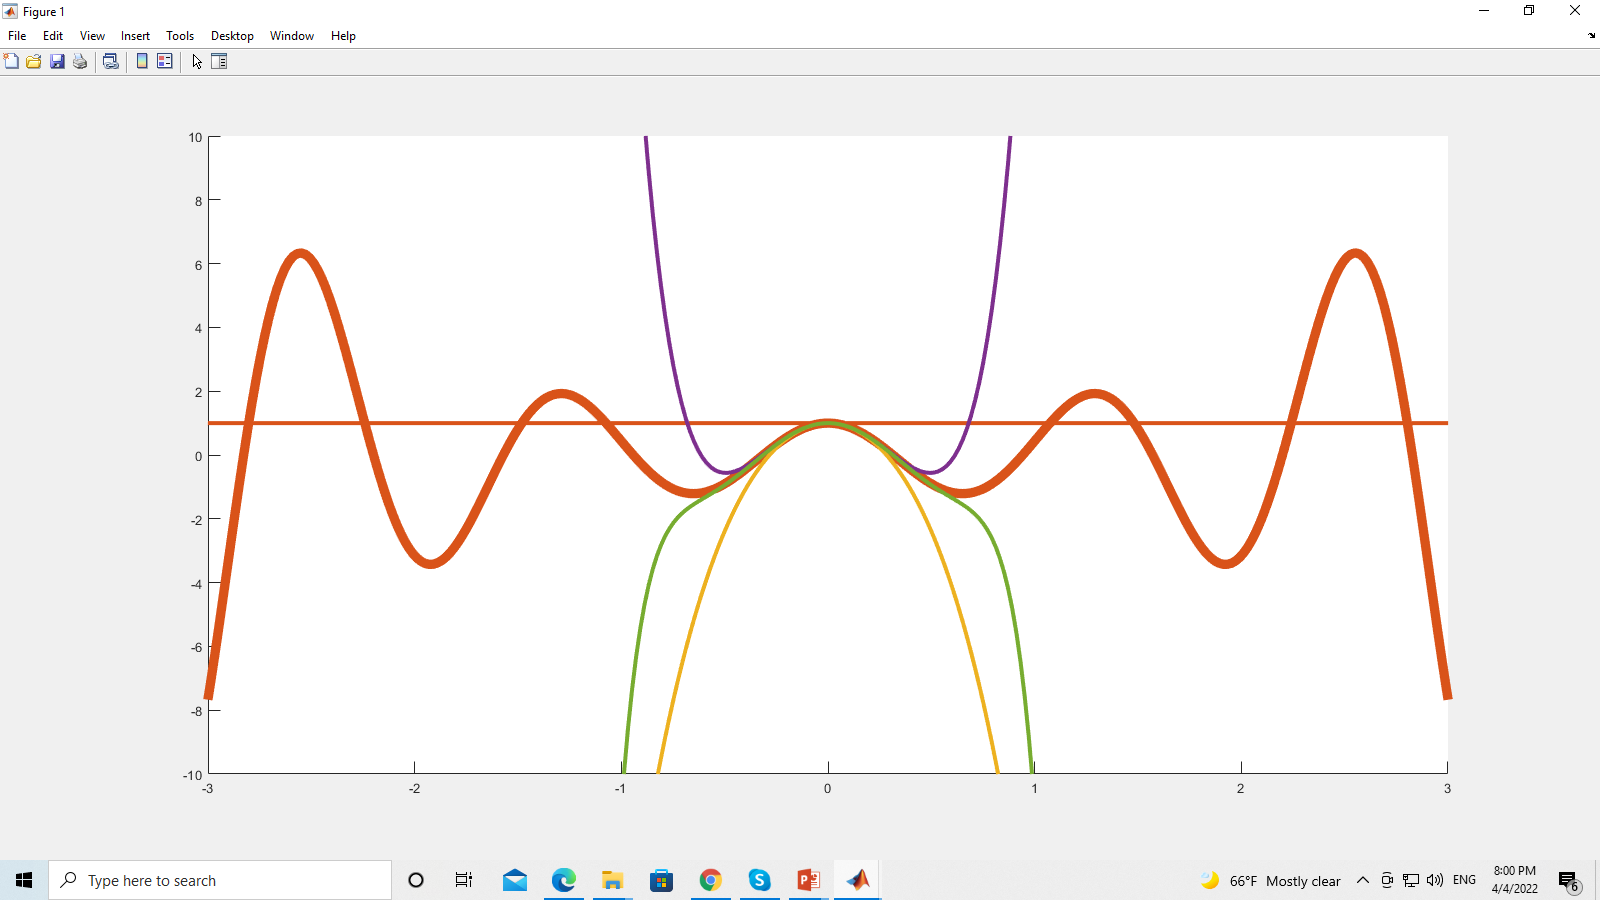 Figure 1
File Edit View Insert Tools Desktop Window Help
10
8
6
4
2
0
-2
-4
-6
-8
-10
-3 -2 -1 0 1 2 3
Type here to search
66°F Mostly clear
ENG
8:00 PM
4/4/2022
6